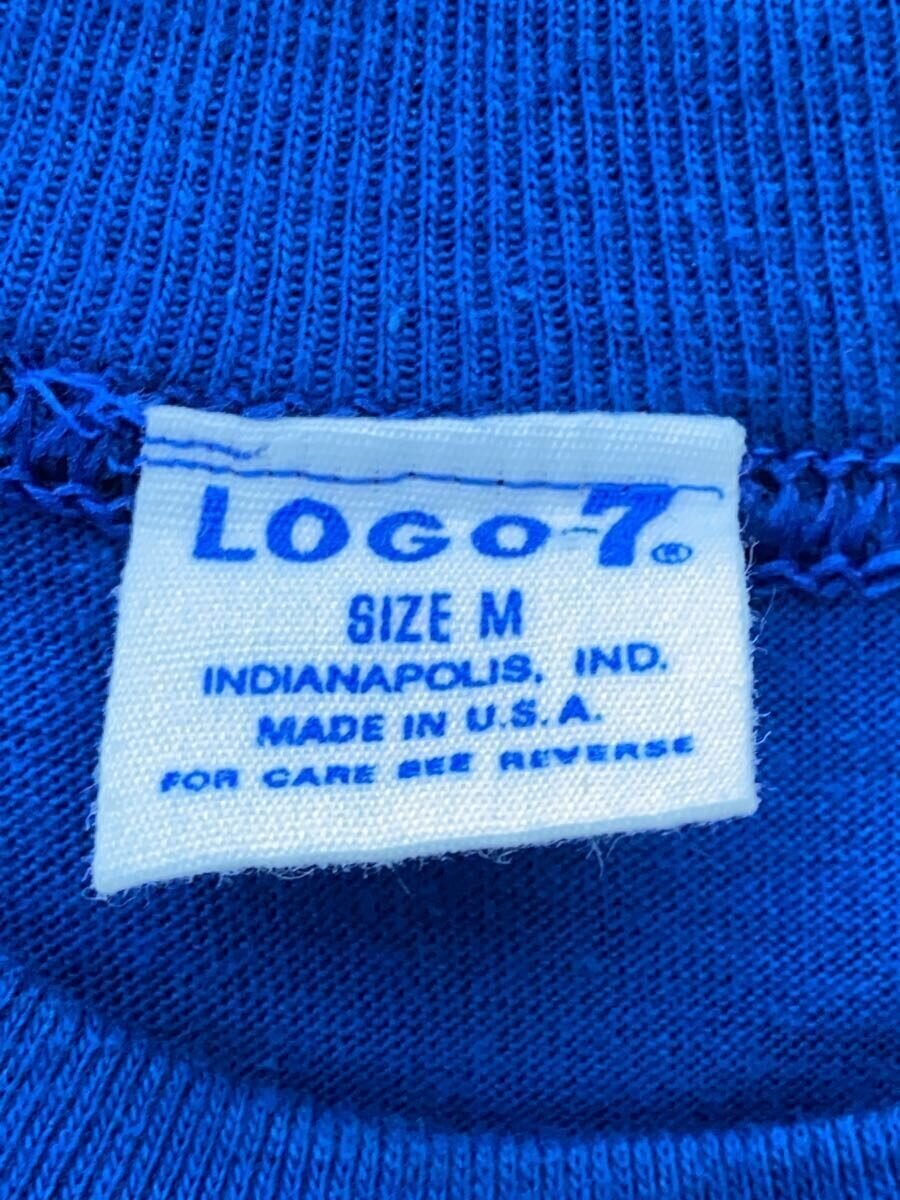 LOGO-7®
SIZE M
INDIANAPOLIS, IND.
MADE IN U.S.A.
FOR CARE SEE REVERSE